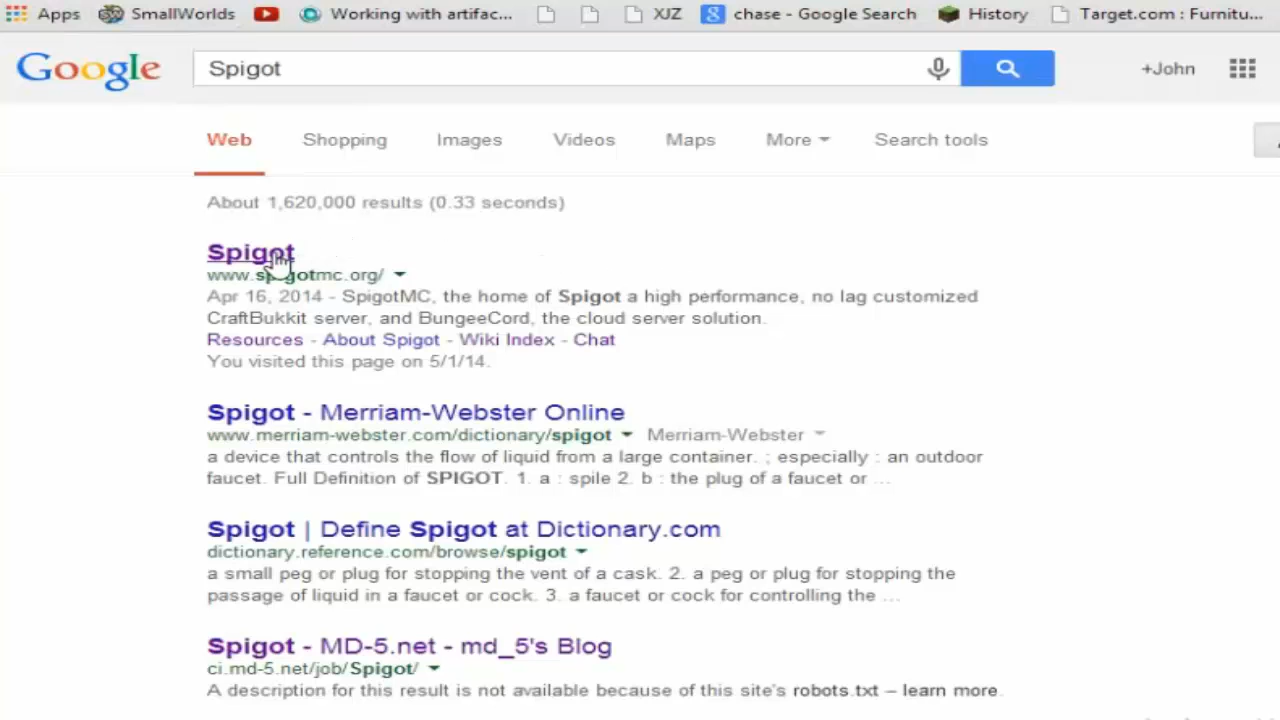 Apps SmallWorlds Working with artifac... XJZ chase - Google Search History Target.com : Furnitu...
Google Spigot +John
Web Shopping Images Videos Maps More Search tools
About 1,620,000 results (0.33 seconds)
Spigot
www.spigotmc.org/
Apr 16, 2014 - SpigotMC, the home of Spigot a high performance, no lag customized
CraftBukkit server, and BungeeCord, the cloud server solution.
Resources - About Spigot - Wiki Index - Chat
You visited this page on 5/1/14.
Spigot - Merriam-Webster Online
www.merriam-webster.com/dictionary/spigot Merriam-Webster
a device that controls the flow of liquid from a large container. ; especially : an outdoor
faucet. Full Definition of SPIGOT. 1. a : spile 2. b : the plug of a faucet or ...
Spigot | Define Spigot at Dictionary.com
dictionary.reference.com/browse/spigot
a small peg or plug for stopping the vent of a cask. 2. a peg or plug for stopping the
passage of liquid in a faucet or cock. 3. a faucet or cock for controlling the ...
Spigot - MD-5.net - md_5's Blog
ci.md-5.net/job/Spigot/
A description for this result is not available because of this site's robots.txt – learn more.